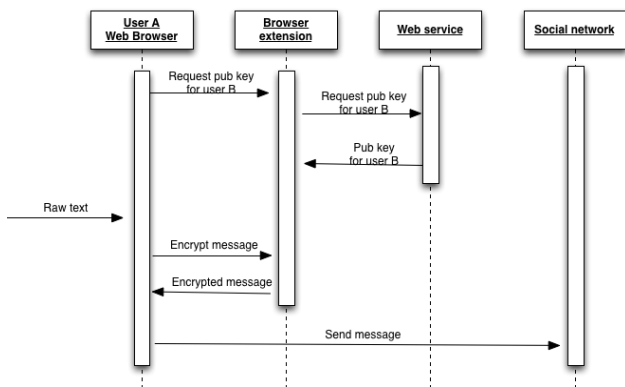 User A
Web Browser
Browser
extension
Web service
Social network
Request pub key
for user B
Request pub key
for user B
Pub key
for user B
Raw text
Encrypt message
Encrypted message
Send message